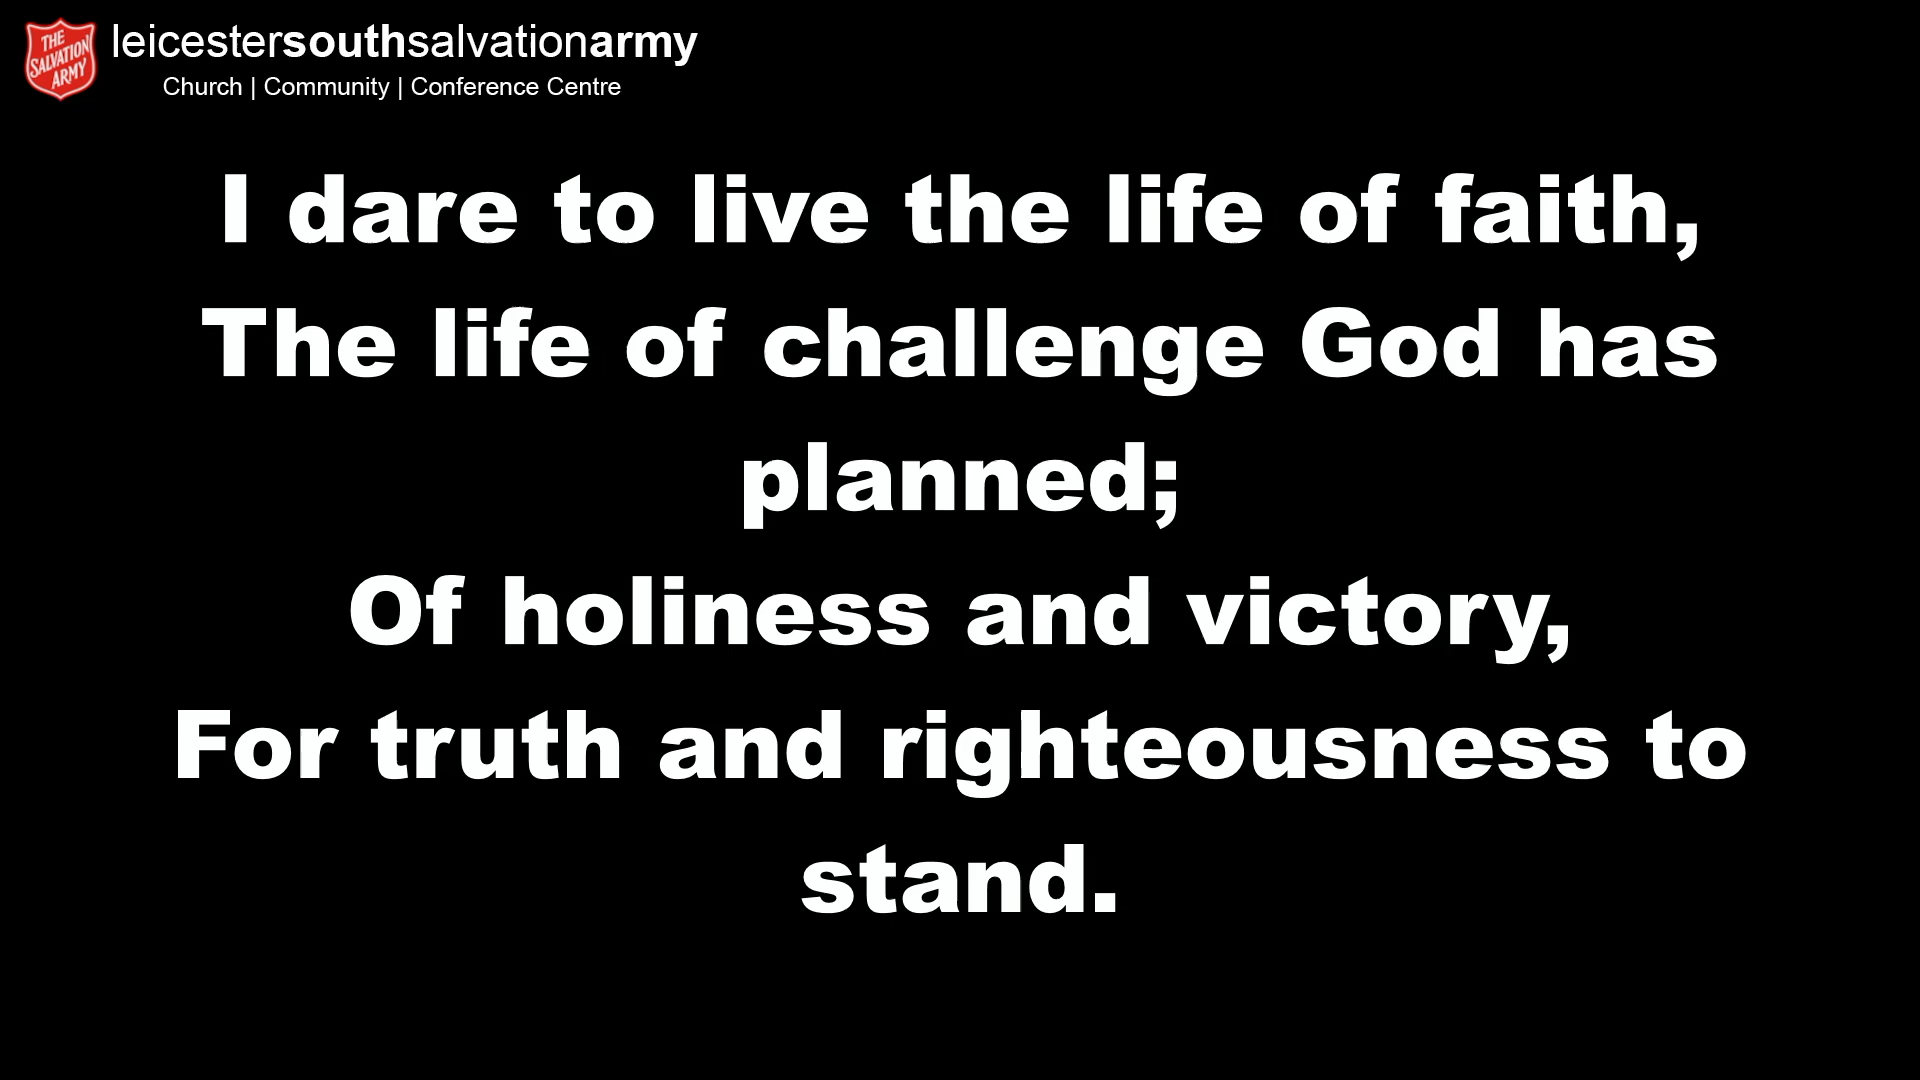 THE
SALVATION
ARMY
leicestersouthsalvationarmy
Church | Community | Conference Centre
I dare to live the life of faith,
The life of challenge God has
planned;
Of holiness and victory,
For truth and righteousness to
stand.